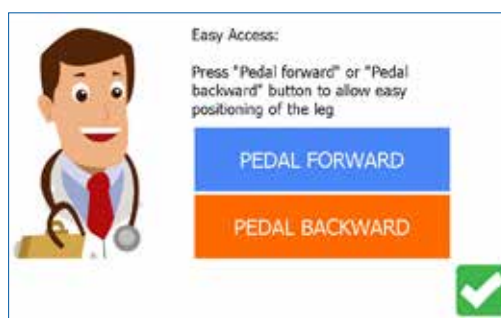 Easy Access:
Press "Pedal forward" or "Pedal
backward" button to allow easy
positioning of the leg
PEDAL FORWARD
PEDAL BACKWARD